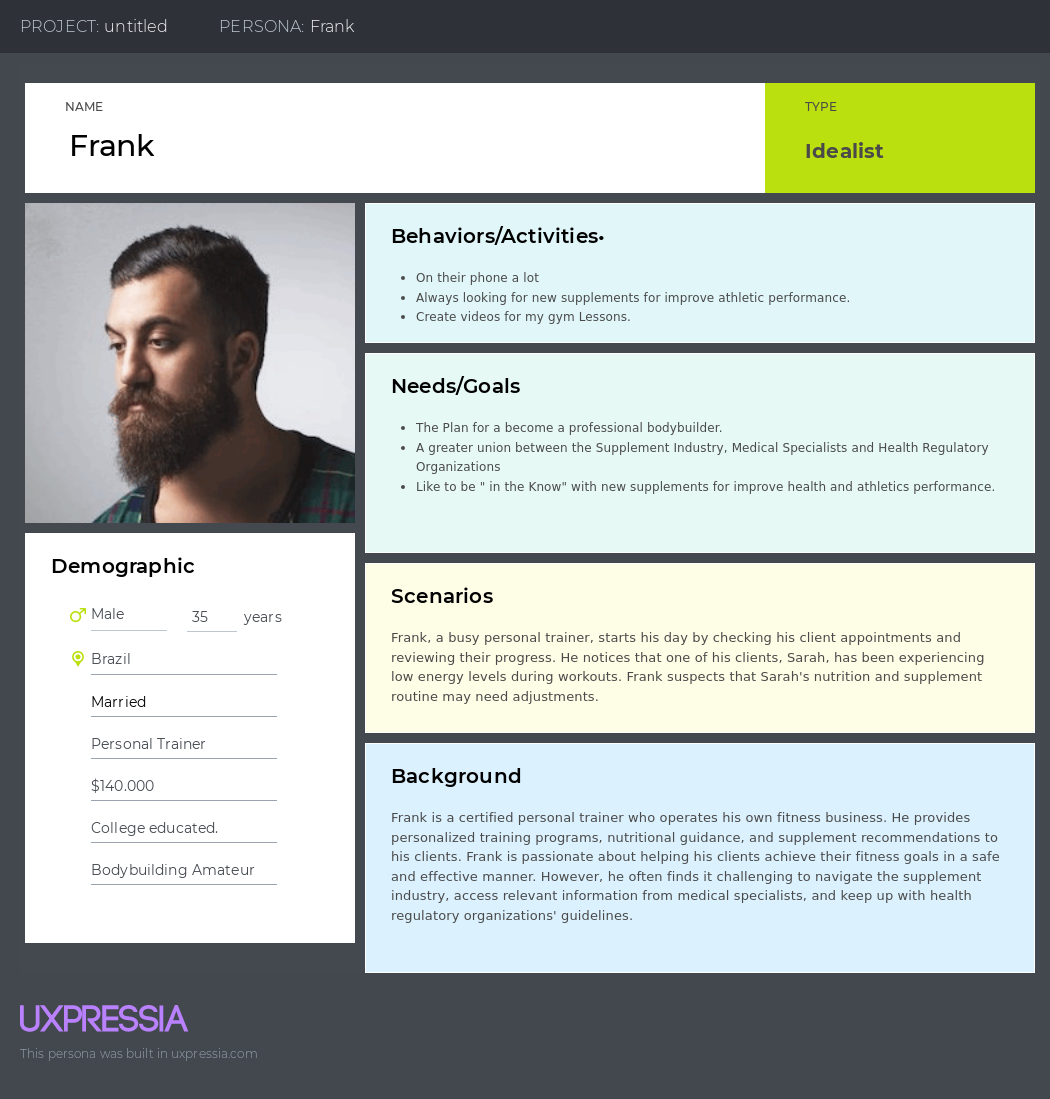 PROJECT: untitled PERSONA: Frank
NAME
Frank
TYPE
Idealist
Behaviors/Activities•
• On their phone a lot
• Always looking for new supplements for improve athletic performance.
• Create videos for my gym Lessons.
Needs/Goals
• The Plan for a become a professional bodybuilder.
• A greater union between the Supplement Industry, Medical Specialists and Health Regulatory
Organizations
• Like to be " in the Know" with new supplements for improve health and athletics performance.
Demographic
Male 35 years
Brazil
Married
Personal Trainer
$140.000
College educated.
Bodybuilding Amateur
Scenarios
Frank, a busy personal trainer, starts his day by checking his client appointments and
reviewing their progress. He notices that one of his clients, Sarah, has been experiencing
low energy levels during workouts. Frank suspects that Sarah's nutrition and supplement
routine may need adjustments.
Background
Frank is a certified personal trainer who operates his own fitness business. He provides
personalized training programs, nutritional guidance, and supplement recommendations to
his clients. Frank is passionate about helping his clients achieve their fitness goals in a safe
and effective manner. However, he often finds it challenging to navigate the supplement
industry, access relevant information from medical specialists, and keep up with health
regulatory organizations' guidelines.
UXPRESSIA
This persona was built in uxpressia.com